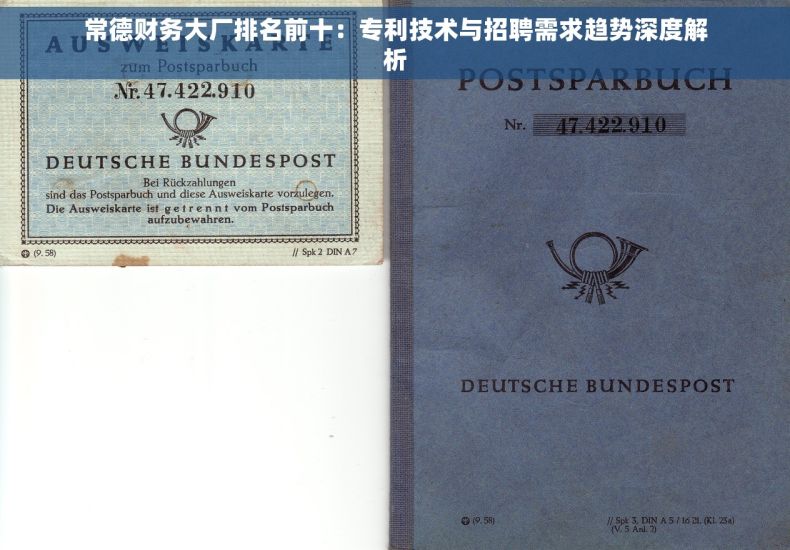 常德财务大厂排名前十：专利技术与招聘需求趋势深度解
析
AUSWEISKARTE
zum Postsparbuch
Nr. 47.422.910
DEUTSCHE BUNDESPOST
Bei Rückzahlungen
sind das Postsparbuch und diese Ausweiskarte vorzulegen.
Die Ausweiskarte ist getrennt vom Postsparbuch
aufzubewahren.
(9. 58)
// Spk 2 DIN A 7
POSTSPARBUCH
Nr. 47.422.910
DEUTSCHE BUNDESPOST
(9. 58)
// Spk 3, DIN A 5 / 16 Bl. (Kl. 23a)
(V. 5 Anl. 2)